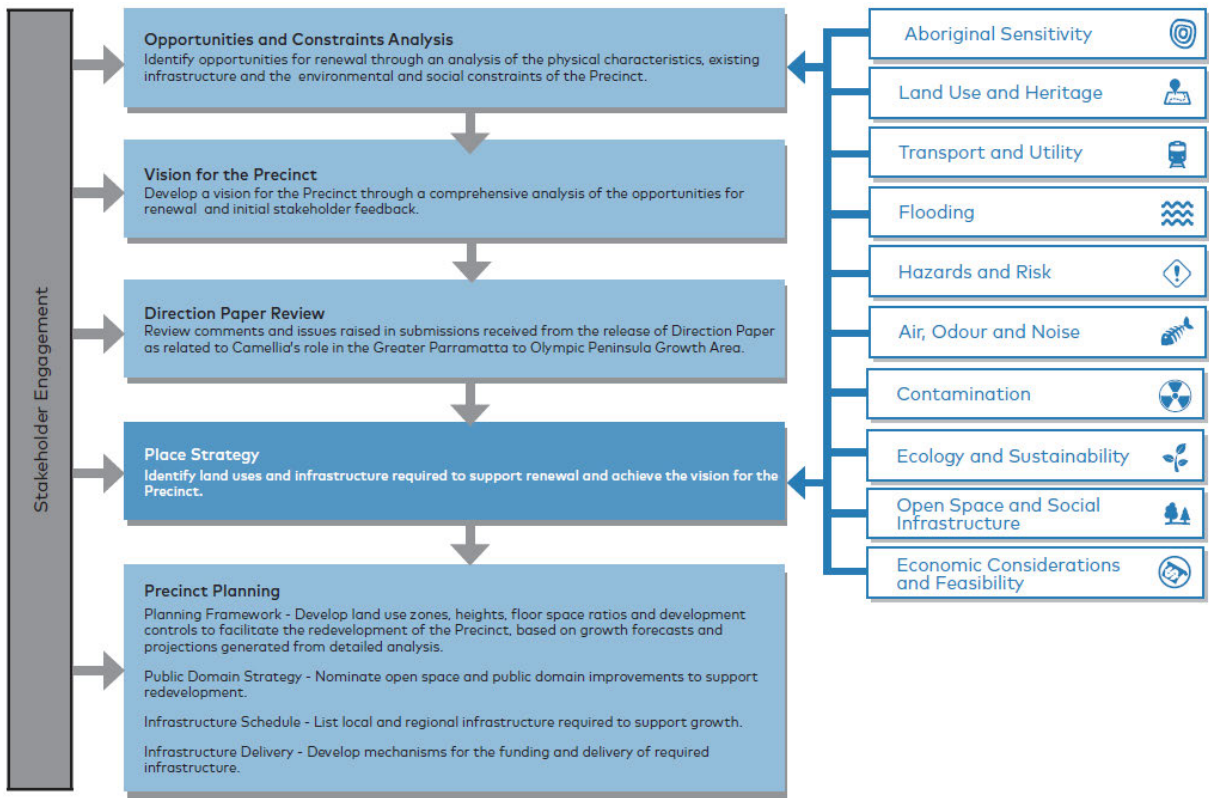 Stakeholder Engagement
Opportunities and Constraints Analysis
Identify opportunities for renewal through an analysis of the physical characteristics, existing
infrastructure and the environmental and social constraints of the Precinct.
Vision for the Precinct
Develop a vision for the Precinct through a comprehensive analysis of the opportunities for
renewal and initial stakeholder feedback.
Direction Paper Review
Review comments and issues raised in submissions received from the release of Direction Paper
as related to Camellia's role in the Greater Parramatta to Olympic Peninsula Growth Area.
Place Strategy
Identify land uses and infrastructure required to support renewal and achieve the vision for the
Precinct.
Precinct Planning
Planning Framework - Develop land use zones, heights, floor space ratios and development
controls to facilitate the redevelopment of the Precinct, based on growth forecasts and
projections generated from detailed analysis.
Public Domain Strategy - Nominate open space and public domain improvements to support
redevelopment.
Infrastructure Schedule - List local and regional infrastructure required to support growth.
Infrastructure Delivery - Develop mechanisms for the funding and delivery of required
infrastructure.
Aboriginal Sensitivity
Land Use and Heritage
Transport and Utility
Flooding
Hazards and Risk
Air, Odour and Noise
Contamination
Ecology and Sustainability
Open Space and Social
Infrastructure
Economic Considerations
and Feasibility